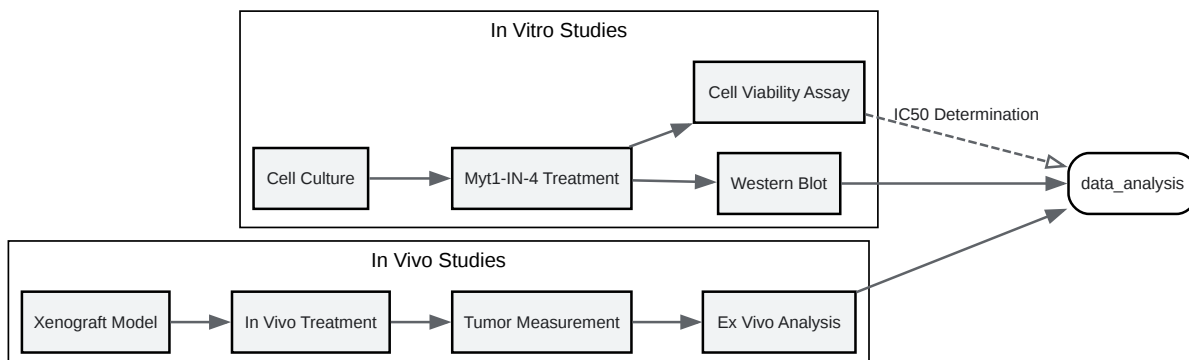 In Vitro Studies
Cell Viability Assay
IC50 Determination
Cell Culture
Myt1-IN-4 Treatment
Western Blot
data_analysis
In Vivo Studies
Xenograft Model
In Vivo Treatment
Tumor Measurement
Ex Vivo Analysis